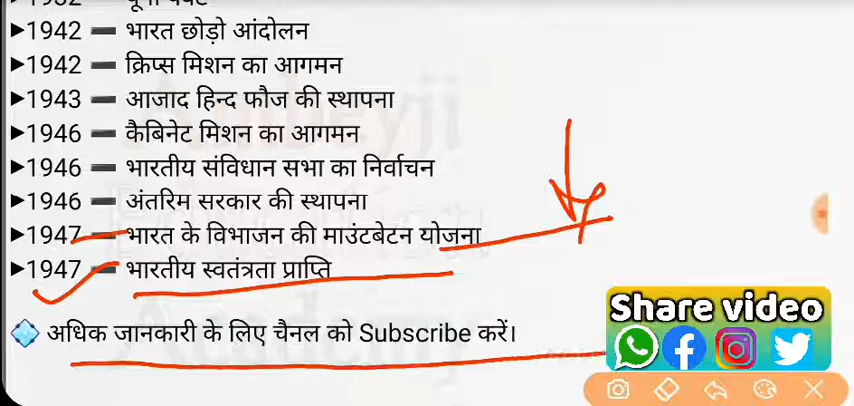 ►1942 ➖ भारत छोड़ो आंदोलन
►1942 ➖ क्रिप्स मिशन का आगमन
►1943 ➖ आजाद हिन्द फौज की स्थापना
►1946 ➖ कैबिनेट मिशन का आगमन
►1946 ➖ भारतीय संविधान सभा का निर्वाचन
►1946 ➖ अंतरिम सरकार की स्थापना
►1947 ➖ भारत के विभाजन की माउंटबेटन योजना
►1947 ➖ भारतीय स्वतंत्रता प्राप्ति
💠 अधिक जानकारी के लिए चैनल को Subscribe करें।
Share video